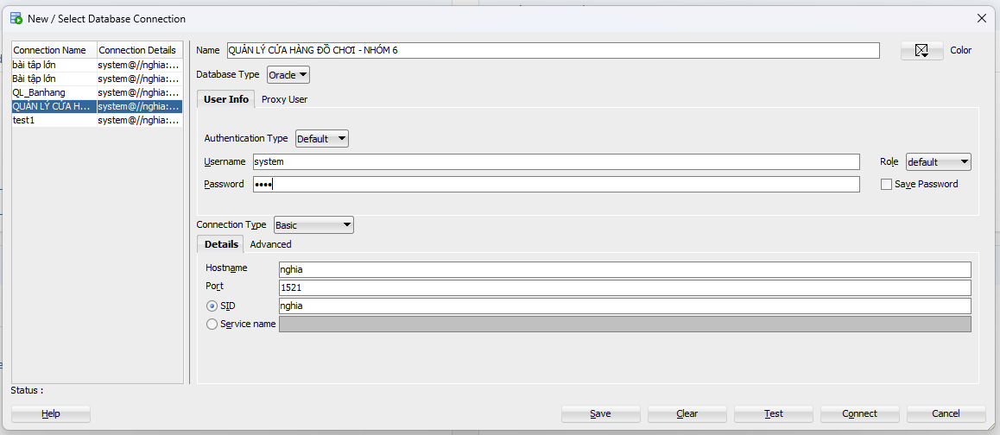 New / Select Database Connection
Connection Name Connection Details
bài tập lớn system@//nghia:...
Bài tập lớn system@//nghia:...
QL_Banhang system@//nghia:...
QUẢN LÝ CỬA H... system@//nghia:...
test1 system@//nghia:...
Name QUẢN LÝ CỬA HÀNG ĐỒ CHƠI - NHÓM 6 Color
Database Type Oracle
User Info Proxy User
Authentication Type Default
Username system Role default
Password •••• Save Password
Connection Type Basic
Details Advanced
Hostname nghia
Port 1521
SID nghia
Service name
Status :
Help Save Clear Test Connect Cancel